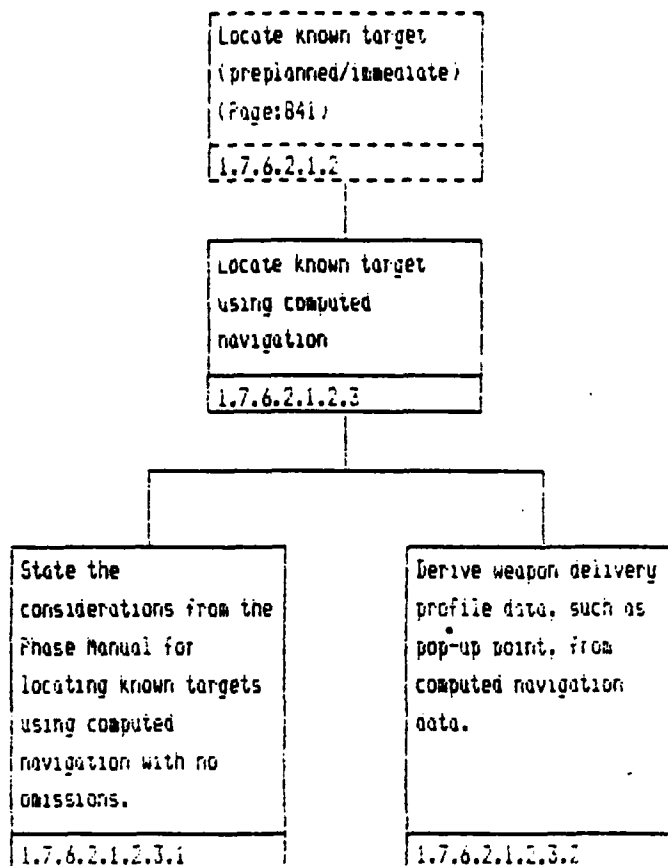 Locate known target
(preplanned/immediate)
(Page:841)
1.7.6.2.1.2
Locate known target
using computed
navigation
1.7.6.2.1.2.3
State the
considerations from the
Phase Manual for
locating known targets
using computed
navigation with no
omissions.
1.7.6.2.1.2.3.1
Derive weapon delivery
profile data, such as
pop-up point, from
computed navigation
data.
1.7.6.2.1.2.3.2